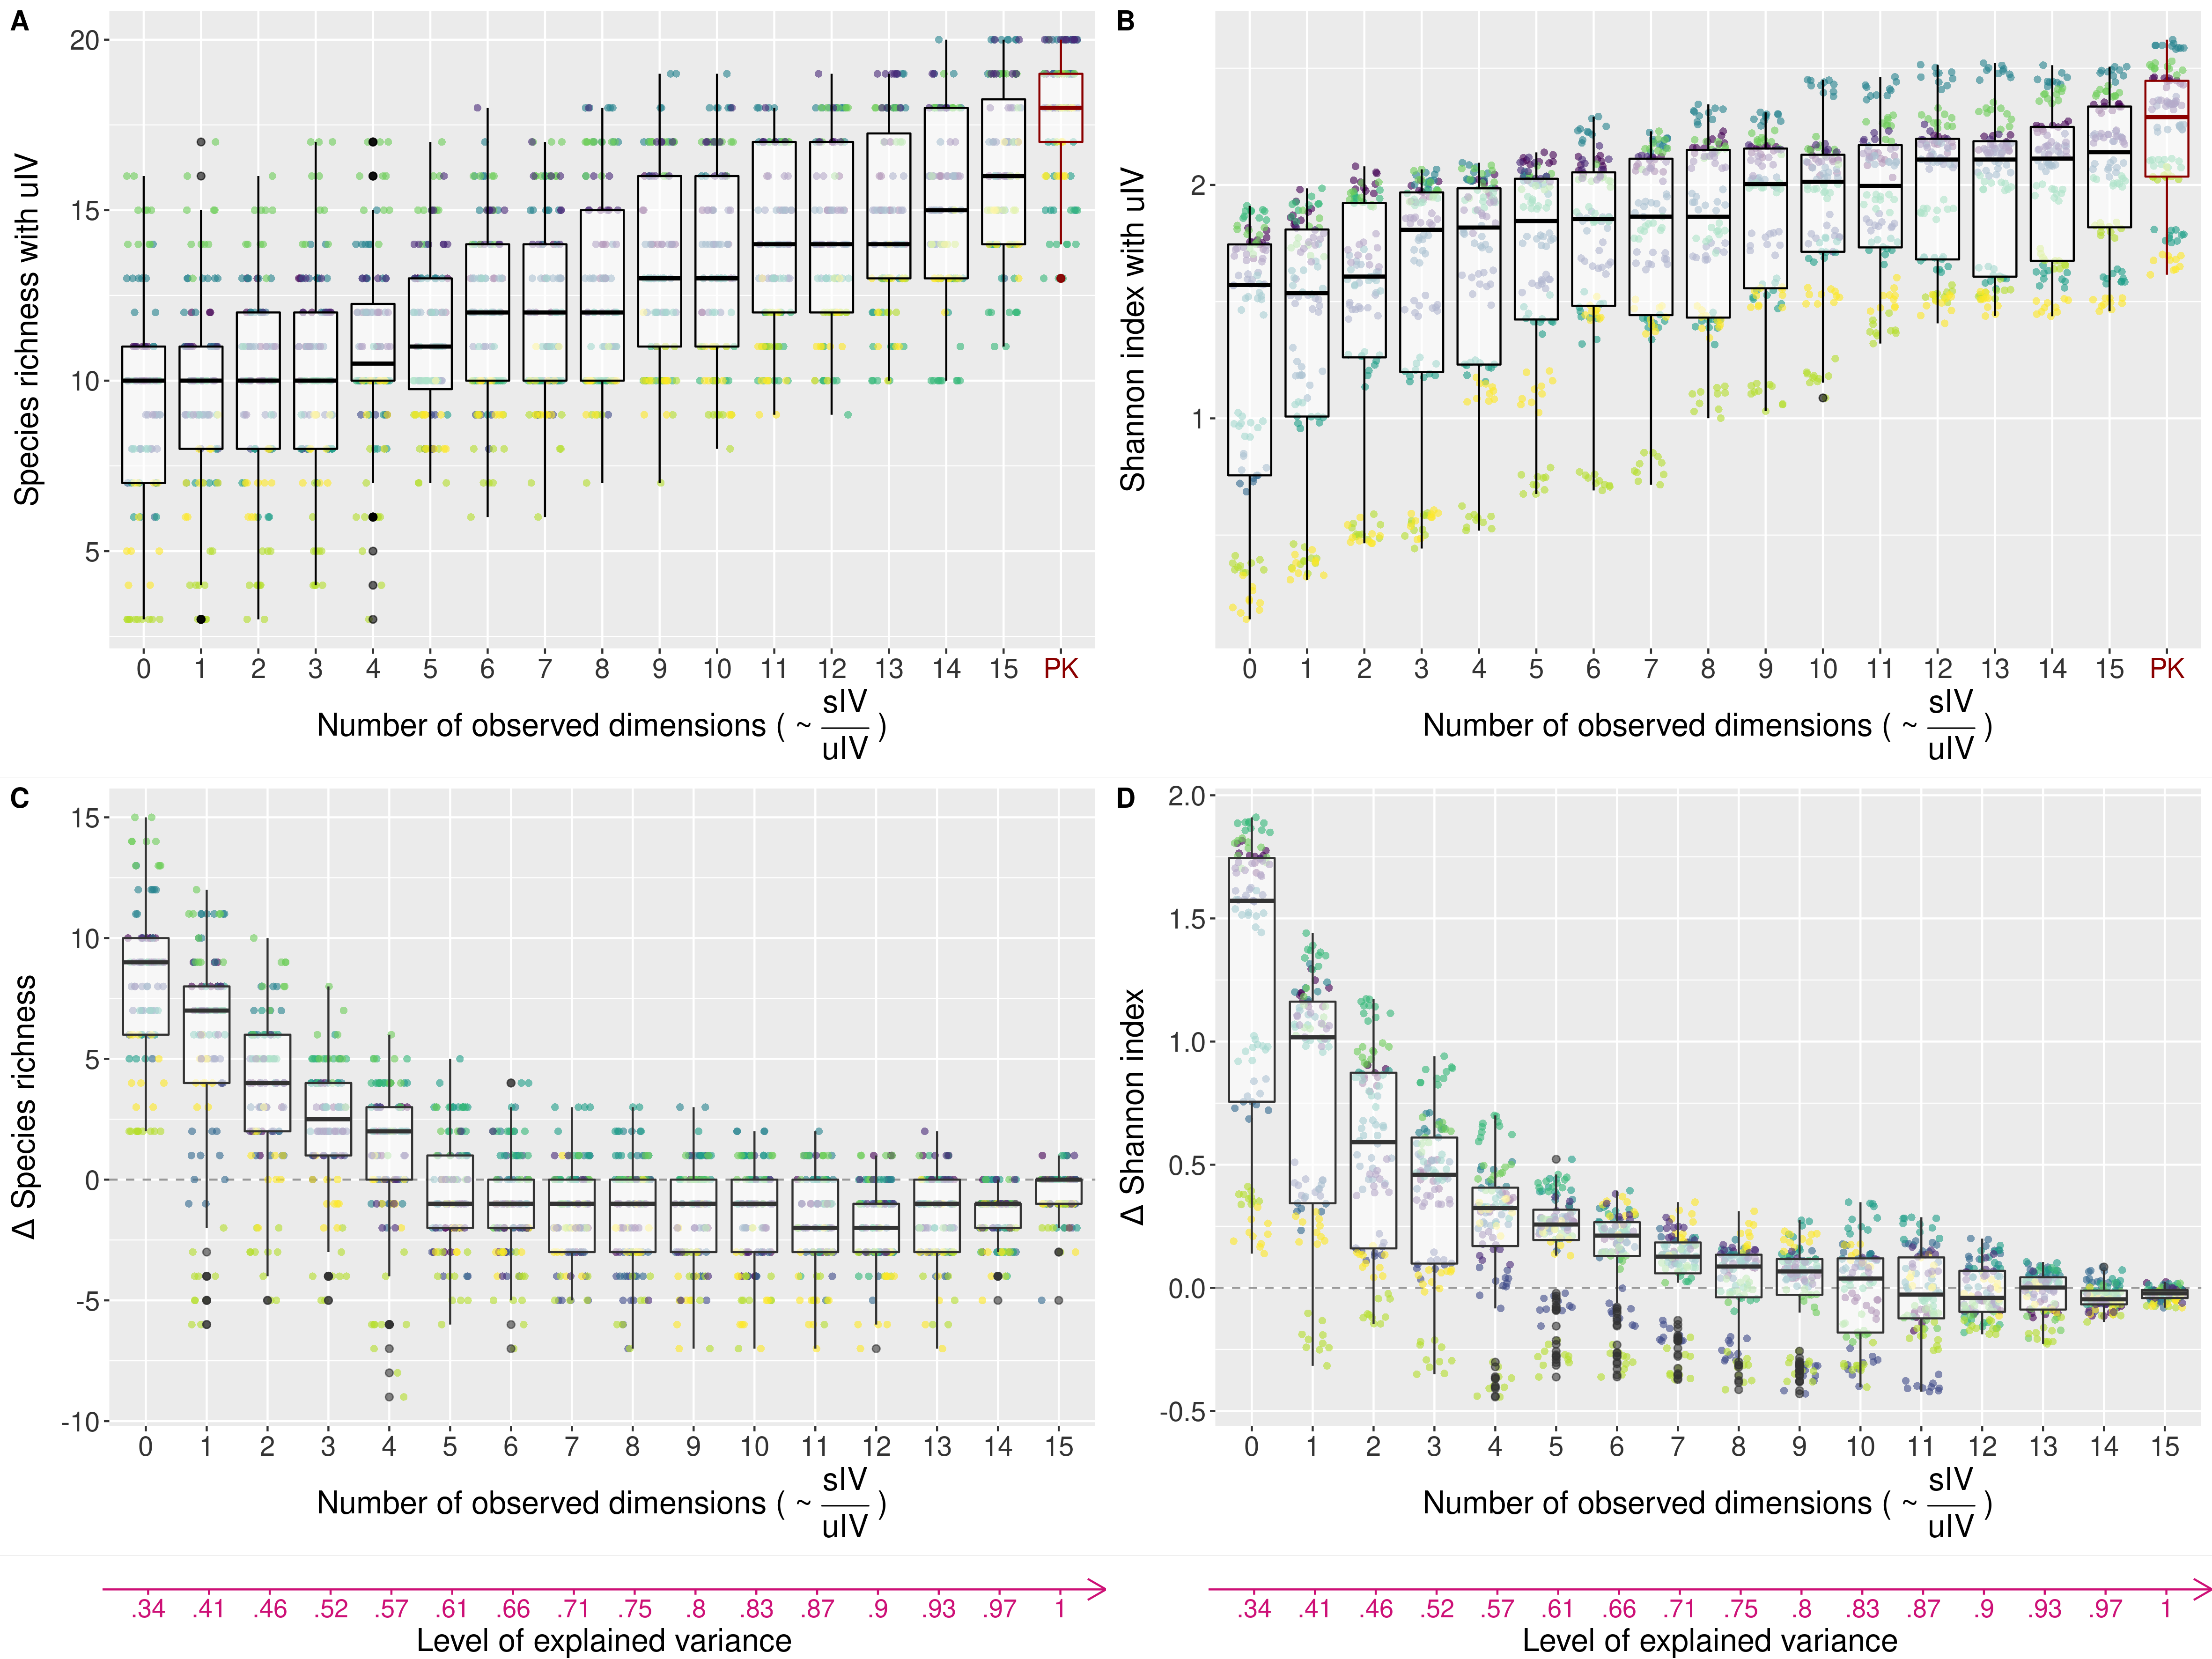 A
Species richness with uIV
20
15
10
5
0 1 2 3 4 5 6 7 8 9 10 11 12 13 14 15 PK
Number of observed dimensions ( ~ sIV / uIV )
B
Shannon index with uIV
2
1
0 1 2 3 4 5 6 7 8 9 10 11 12 13 14 15 PK
Number of observed dimensions ( ~ sIV / uIV )
C
Δ Species richness
15
10
5
0
-5
-10
0 1 2 3 4 5 6 7 8 9 10 11 12 13 14 15
Number of observed dimensions ( ~ sIV / uIV )
D
Δ Shannon index
2.0
1.5
1.0
0.5
0.0
-0.5
0 1 2 3 4 5 6 7 8 9 10 11 12 13 14 15
Number of observed dimensions ( ~ sIV / uIV )
.34 .41 .46 .52 .57 .61 .66 .71 .75 .8 .83 .87 .9 .93 .97 1
Level of explained variance
.34 .41 .46 .52 .57 .61 .66 .71 .75 .8 .83 .87 .9 .93 .97 1
Level of explained variance